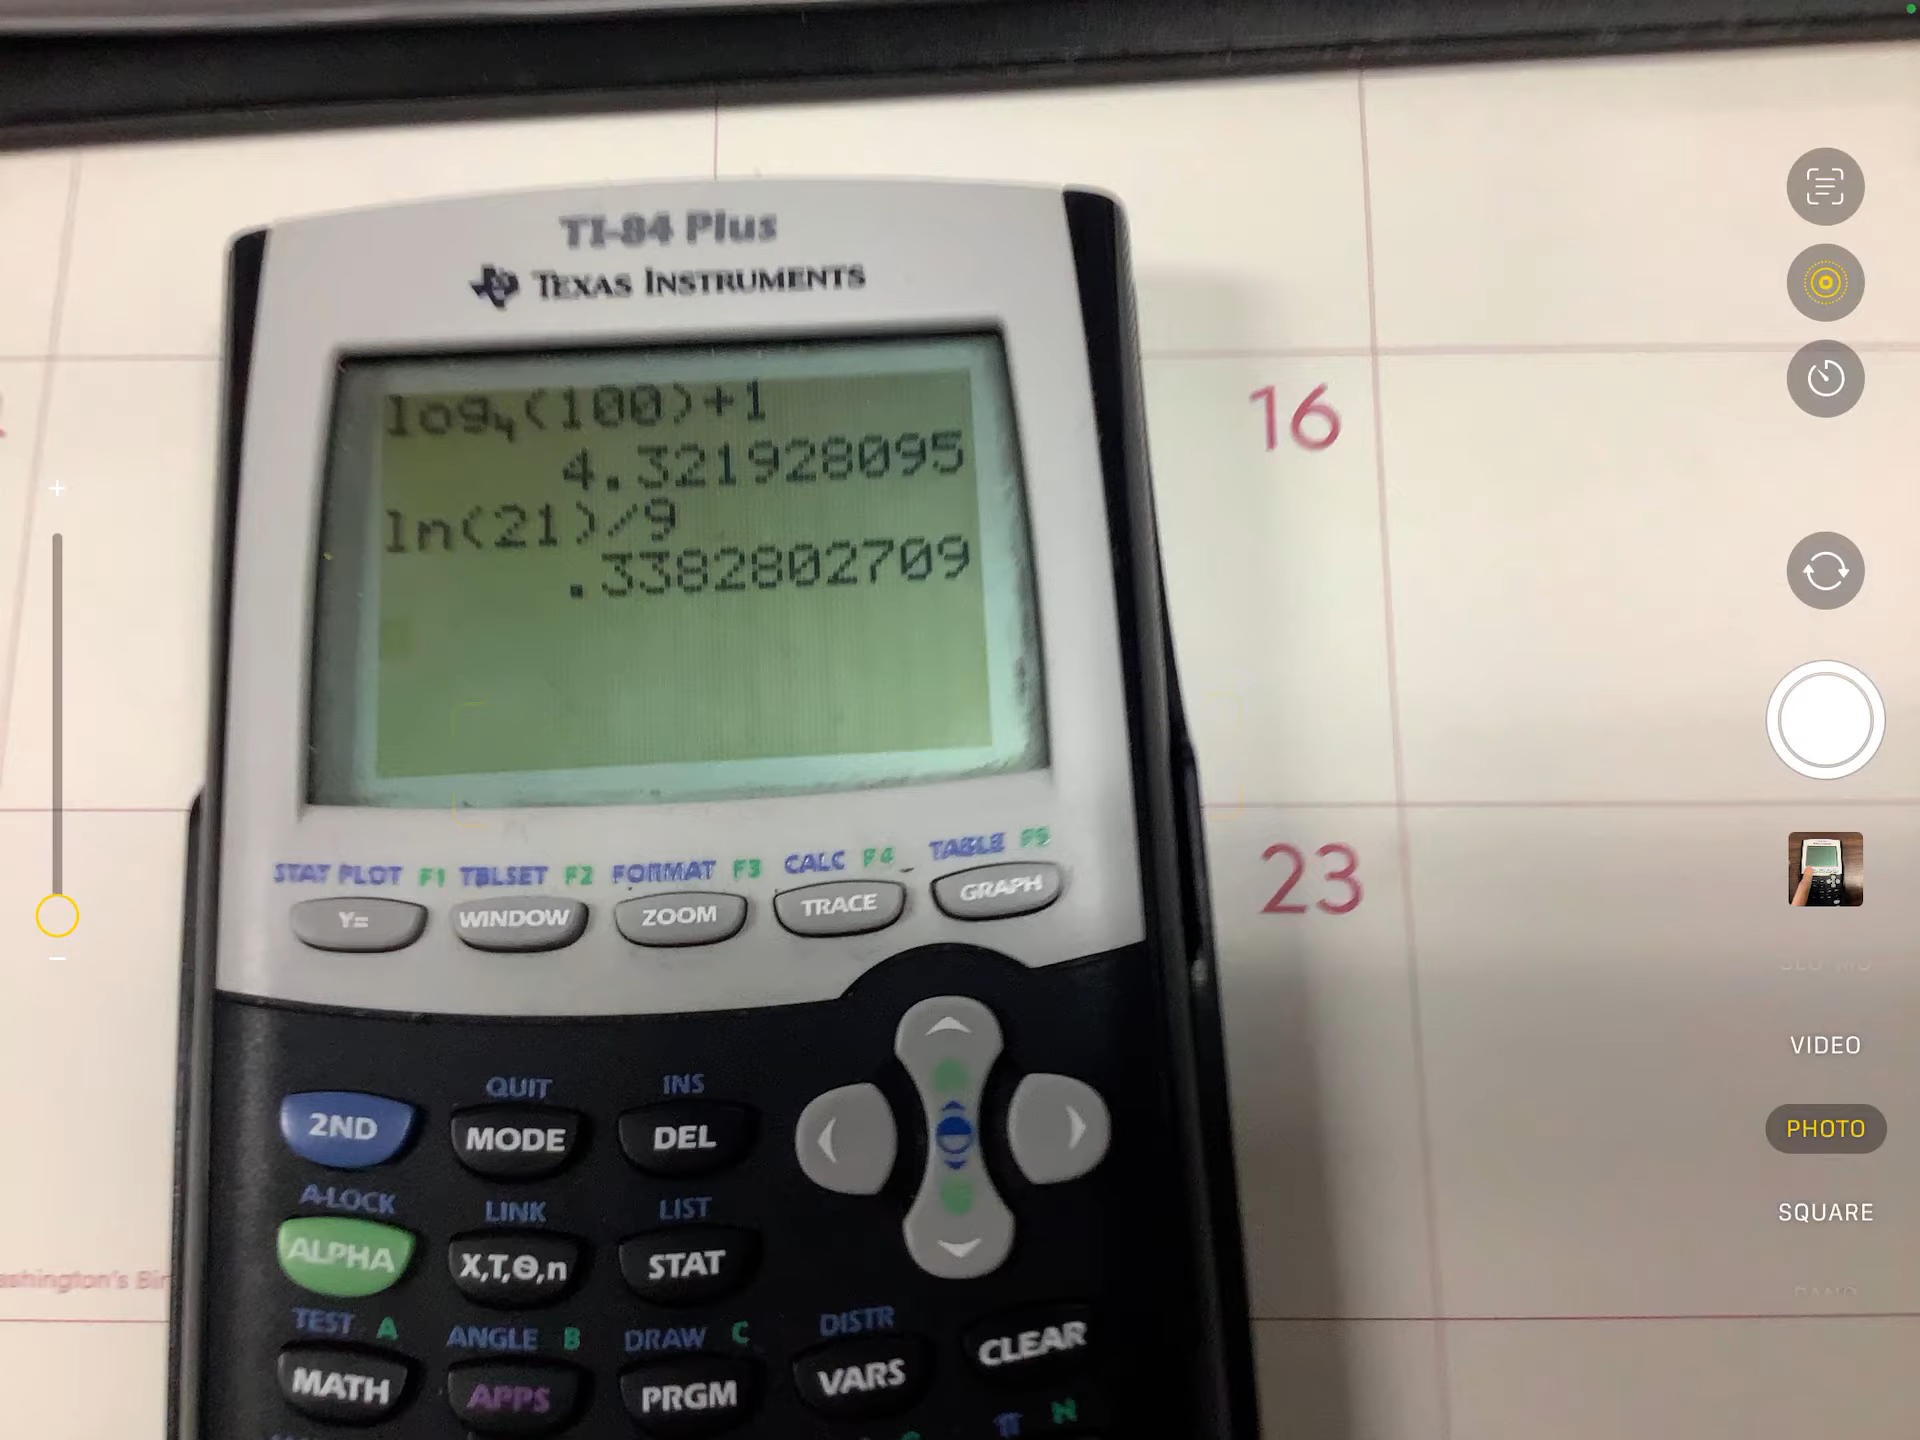 TI-84 Plus
TEXAS INSTRUMENTS
log₄(100)+1
4.321928095
ln(21)/9
.3382802709
16
23
STAT PLOT F1 TBLSET F2 FORMAT F3 CALC F4 TABLE F5
Y= WINDOW ZOOM TRACE GRAPH
QUIT INS
2ND MODE DEL
A-LOCK LINK LIST
ALPHA X,T,Θ,n STAT
TEST A ANGLE B DRAW C DISTR
MATH APPS PRGM VARS CLEAR
π N
VIDEO
PHOTO
SQUARE